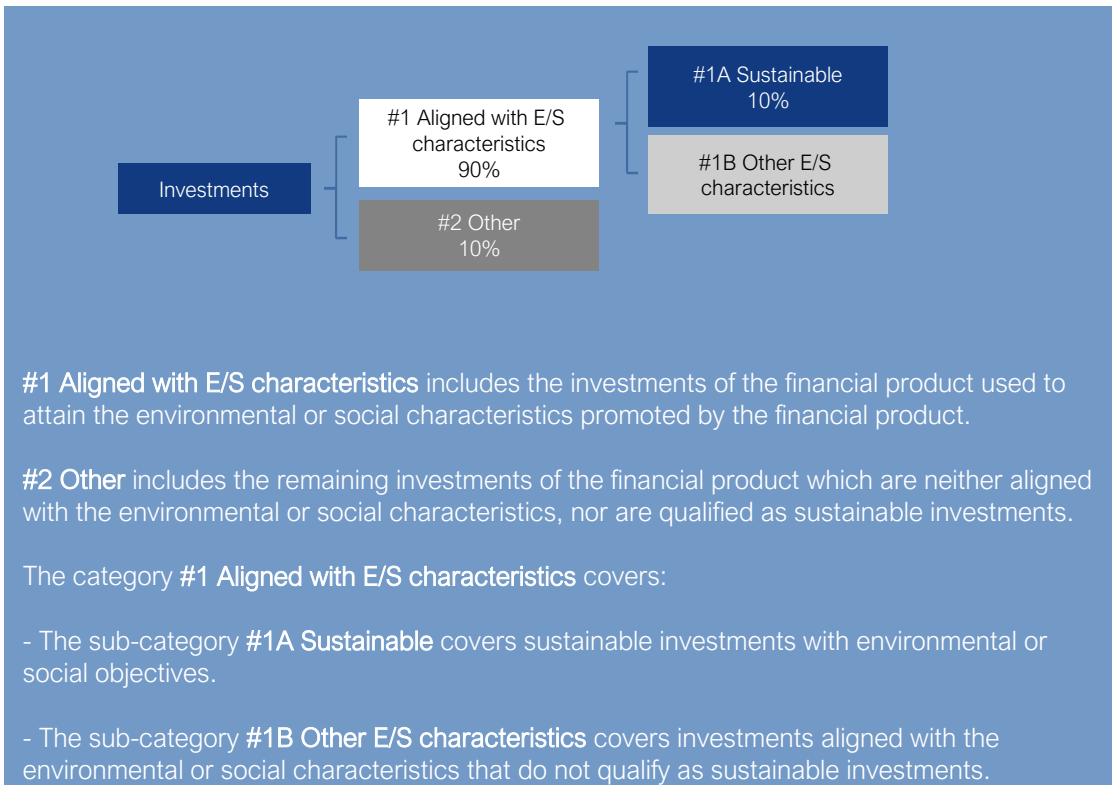 #1A Sustainable
10%
#1 Aligned with E/S
characteristics
90%
#1B Other E/S
characteristics
Investments
#2 Other
10%
#1 Aligned with E/S characteristics includes the investments of the financial product used to
attain the environmental or social characteristics promoted by the financial product.
#2 Other includes the remaining investments of the financial product which are neither aligned
with the environmental or social characteristics, nor are qualified as sustainable investments.
The category #1 Aligned with E/S characteristics covers:
- The sub-category #1A Sustainable covers sustainable investments with environmental or
social objectives.
- The sub-category #1B Other E/S characteristics covers investments aligned with the
environmental or social characteristics that do not qualify as sustainable investments.